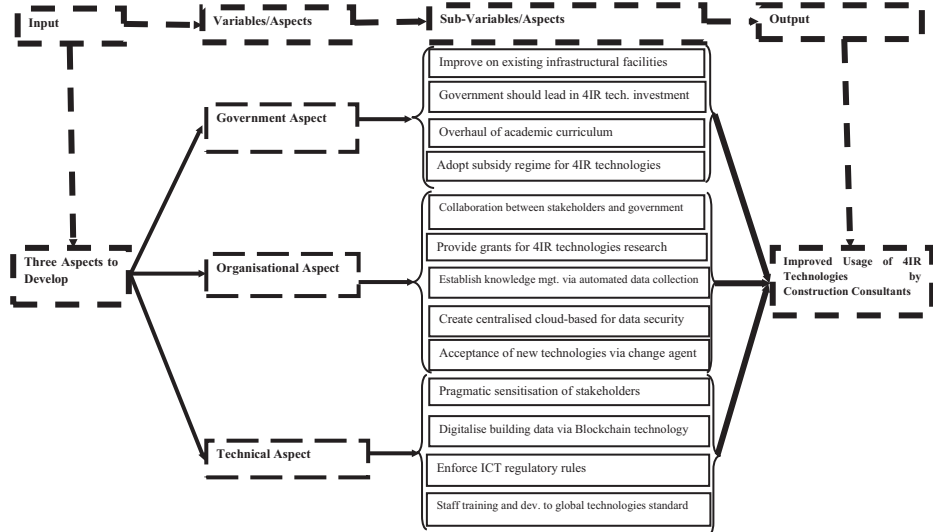 Input
Variables/Aspects
Sub-Variables/Aspects
Output
Improve on existing infrastructural facilities
Government should lead in 4IR tech. investment
Government Aspect
Overhaul of academic curriculum
Adopt subsidy regime for 4IR technologies
Collaboration between stakeholders and government
Provide grants for 4IR technologies research
Three Aspects to
Develop
Organisational Aspect
Establish knowledge mgt. via automated data collection
Improved Usage of 4IR
Technologies by
Construction Consultants
Create centralised cloud-based for data security
Acceptance of new technologies via change agent
Pragmatic sensitisation of stakeholders
Digitalise building data via Blockchain technology
Technical Aspect
Enforce ICT regulatory rules
Staff training and dev. to global technologies standard